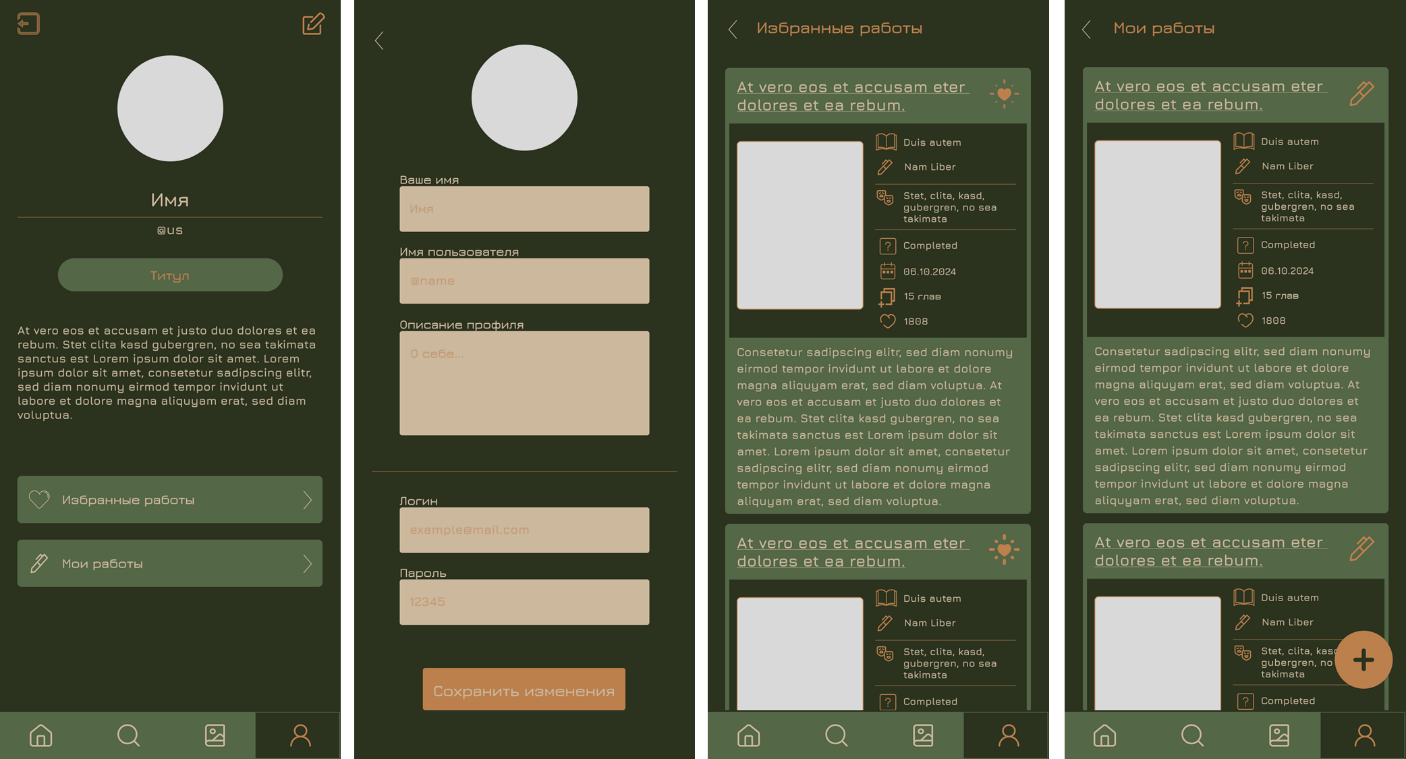 Имя
@us
Титул
At vero eos et accusam et justo duo dolores et ea
rebum. Stet clita kasd gubergren, no sea takimata
sanctus est Lorem ipsum dolor sit amet. Lorem
ipsum dolor sit amet, consetetur sadipscing elitr,
sed diam nonumy eirmod tempor invidunt ut
labore et dolore magna aliquyam erat, sed diam
voluptua.
Избранные работы
Мои работы
Ваше имя
Имя
Имя пользователя
@name
Описание профиля
О себе...
Логин
example@mail.com
Пароль
12345
Сохранить изменения
Избранные работы
At vero eos et accusam eter
dolores et ea rebum.
Duis autem
Nam Liber
Stet, clita, kasd,
gubergren, no sea
takimata
?
Completed
06.10.2024
15 глав
1808
Consetetur sadipscing elitr, sed diam nonumy
eirmod tempor invidunt ut labore et dolore
magna aliquyam erat, sed diam voluptua. At
vero eos et accusam et justo duo dolores et
ea rebum. Stet clita kasd gubergren, no sea
takimata sanctus est Lorem ipsum dolor sit
amet. Lorem ipsum dolor sit amet, consetetur
sadipscing elitr, sed diam nonumy eirmod
tempor invidunt ut labore et dolore magna
aliquyam erat, sed diam voluptua.
At vero eos et accusam eter
dolores et ea rebum.
Duis autem
Nam Liber
Stet, clita, kasd,
gubergren, no sea
takimata
?
Completed
Мои работы
At vero eos et accusam eter
dolores et ea rebum.
Duis autem
Nam Liber
Stet, clita, kasd,
gubergren, no sea
takimata
?
Completed
06.10.2024
15 глав
1808
Consetetur sadipscing elitr, sed diam nonumy
eirmod tempor invidunt ut labore et dolore
magna aliquyam erat, sed diam voluptua. At
vero eos et accusam et justo duo dolores et
ea rebum. Stet clita kasd gubergren, no sea
takimata sanctus est Lorem ipsum dolor sit
amet. Lorem ipsum dolor sit amet, consetetur
sadipscing elitr, sed diam nonumy eirmod
tempor invidunt ut labore et dolore magna
aliquyam erat, sed diam voluptua.
At vero eos et accusam eter
dolores et ea rebum.
Duis autem
Nam Liber
Stet, clita, kas
gubergren, no
takimata
?
Completed